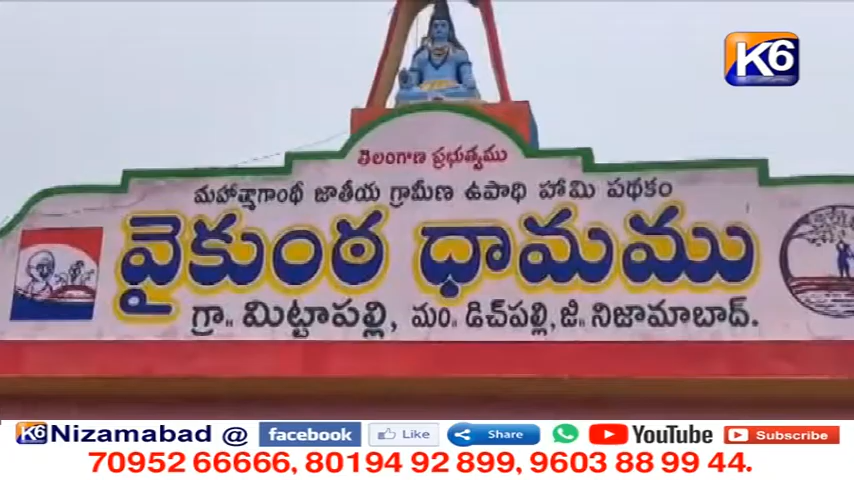 K6
తెలంగాణ ప్రభుత్వము
మహాత్మాగాంధీ జాతీయ గ్రామీణ ఉపాధి హామీ పథకం
వైకుంఠ ధామము
గ్రా॥ మిట్టాపల్లి, మం॥ డిచ్‌పల్లి, జి॥ నిజామాబాద్.
K6 Nizamabad @ facebook Like Share YouTube Subscribe
70952 66666, 80194 92 899, 9603 88 99 44.